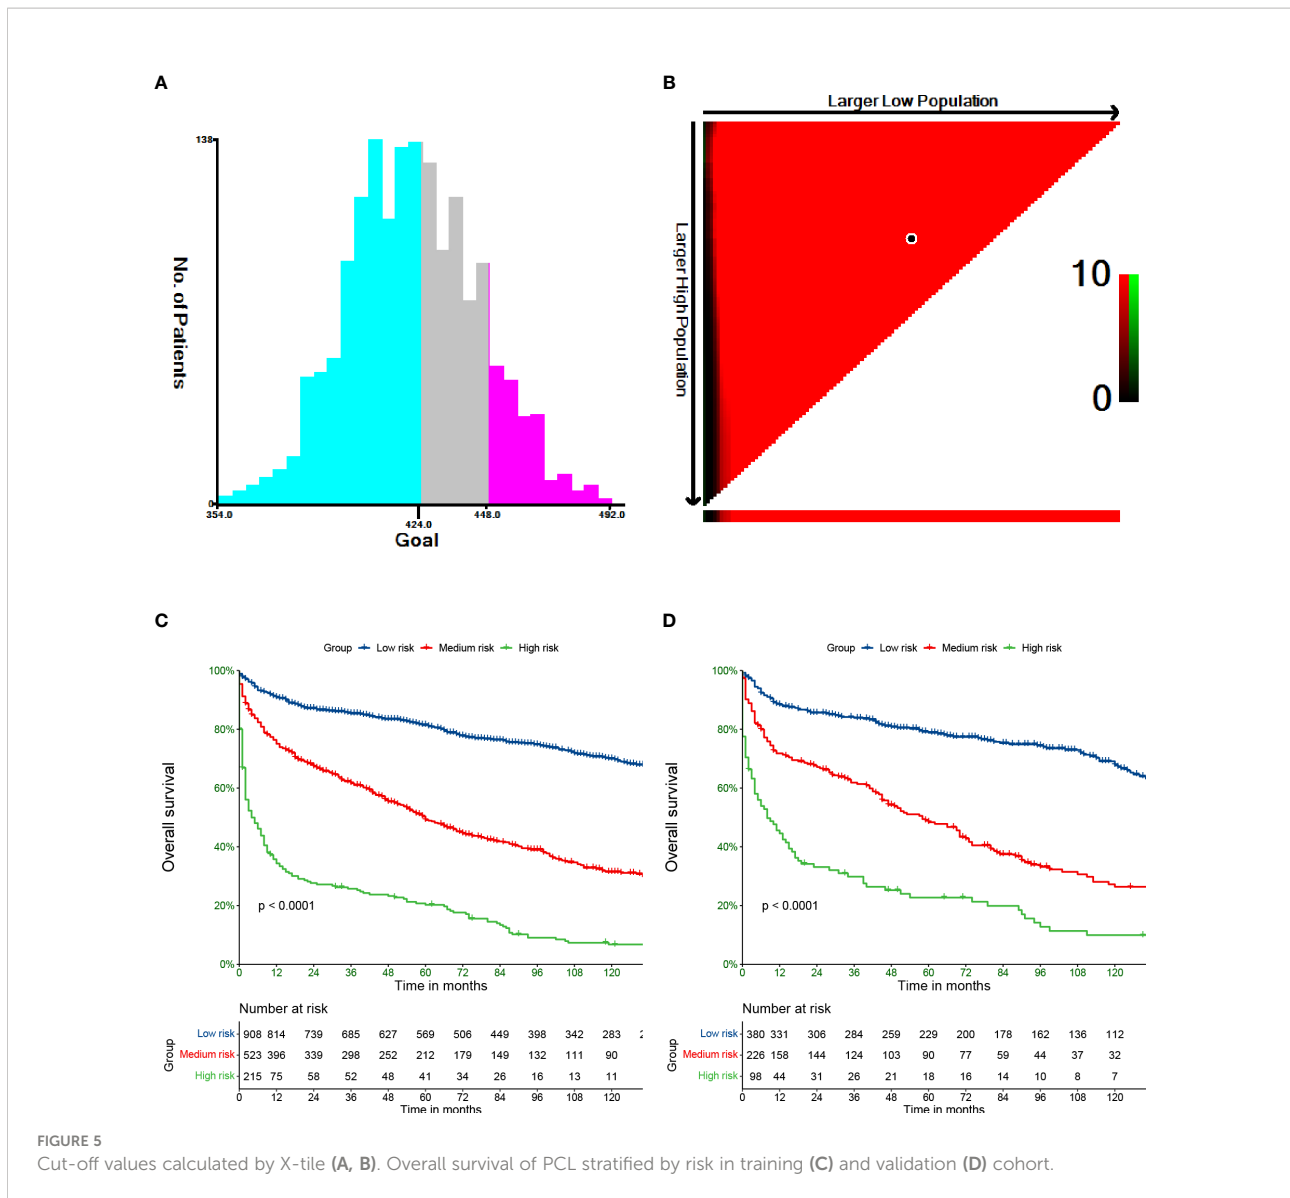 A
138
0
No. of Patients
354.0
424.0
448.0
492.0
Goal
B
Larger Low Population
Larger High Population
10
0
C
Group Low risk Medium risk High risk
100%
80%
60%
40%
20%
0%
Overall survival
p < 0.0001
0 12 24 36 48 60 72 84 96 108 120
Time in months
Number at risk
Group
Low risk 908 814 739 685 627 569 506 449 398 342 283
Medium risk 523 396 339 298 252 212 179 149 132 111 90
High risk 215 75 58 52 48 41 34 26 16 13 11
0 12 24 36 48 60 72 84 96 108 120
Time in months
D
Group Low risk Medium risk High risk
100%
80%
60%
40%
20%
0%
Overall survival
p < 0.0001
0 12 24 36 48 60 72 84 96 108 120
Time in months
Number at risk
Group
Low risk 380 331 306 284 259 229 200 178 162 136 112
Medium risk 226 158 144 124 103 90 77 59 44 37 32
High risk 98 44 31 26 21 18 16 14 10 8 7
0 12 24 36 48 60 72 84 96 108 120
Time in months
FIGURE 5
Cut-off values calculated by X-tile (A, B). Overall survival of PCL stratified by risk in training (C) and validation (D) cohort.